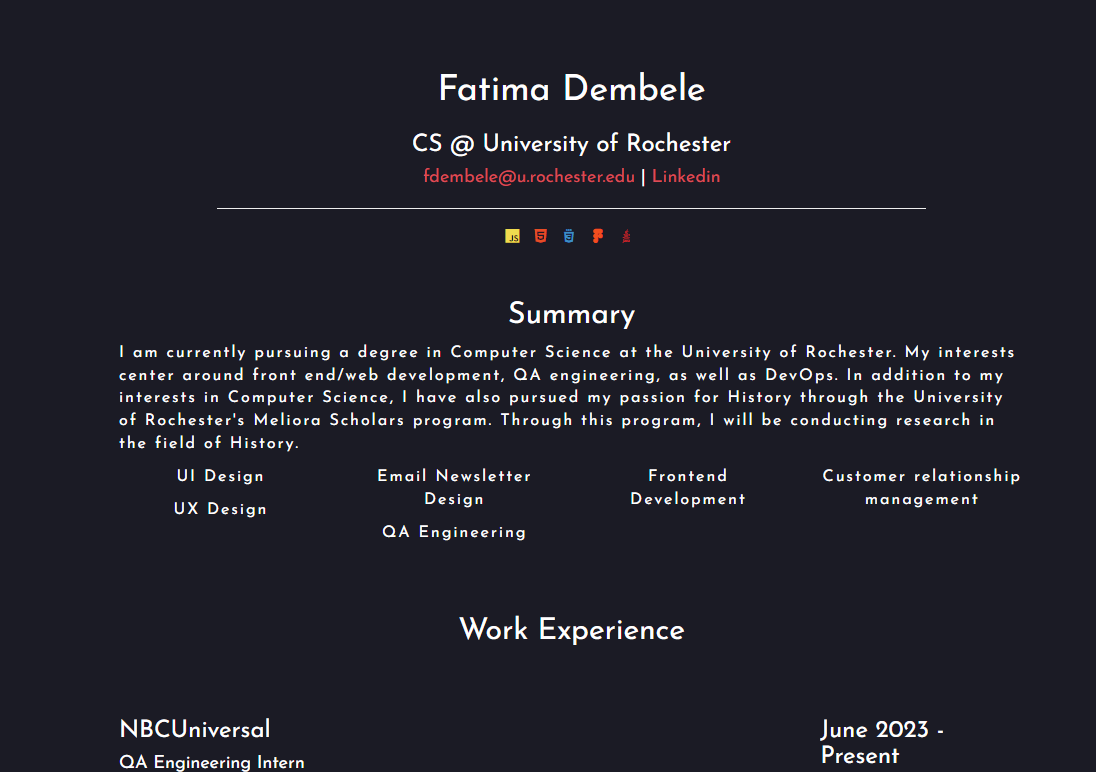 Fatima Dembele
CS @ University of Rochester
fdembele@u.rochester.edu | Linkedin
JS 5 3
Summary
I am currently pursuing a degree in Computer Science at the University of Rochester. My interests
center around front end/web development, QA engineering, as well as DevOps. In addition to my
interests in Computer Science, I have also pursued my passion for History through the University
of Rochester's Meliora Scholars program. Through this program, I will be conducting research in
the field of History.
UI Design
UX Design
Email Newsletter
Design
QA Engineering
Frontend
Development
Customer relationship
management
Work Experience
NBCUniversal
QA Engineering Intern
June 2023 -
Present